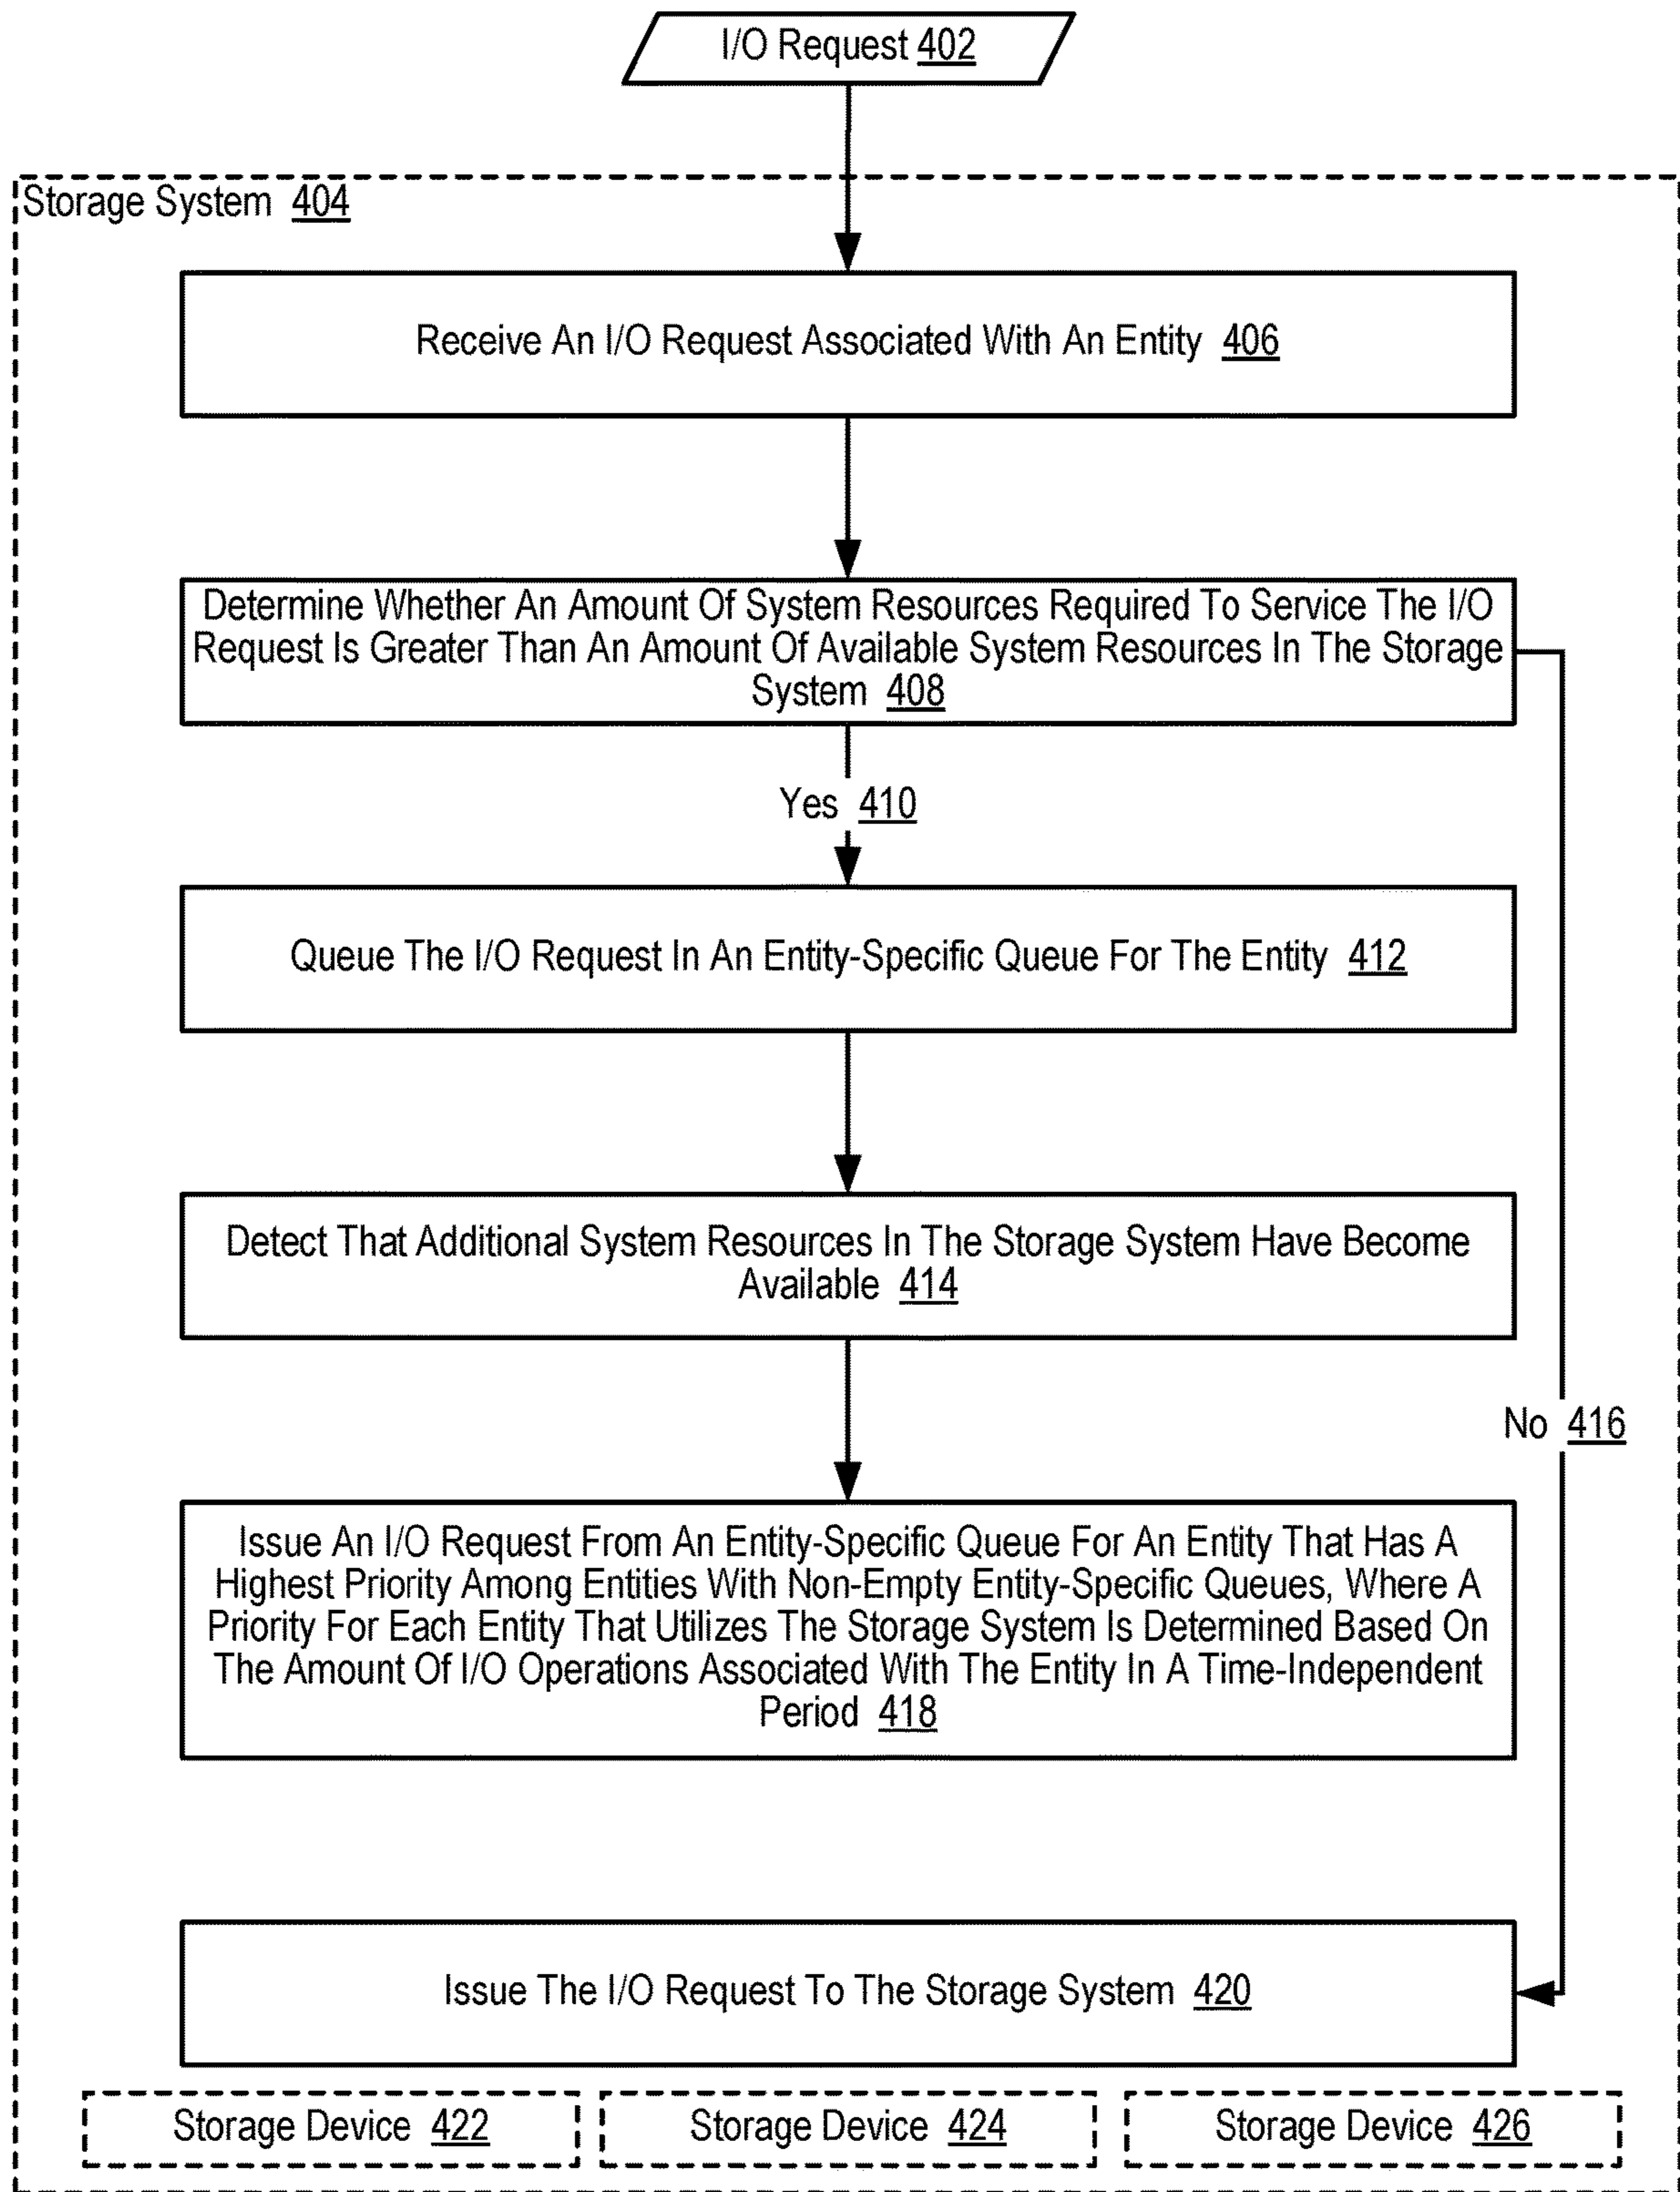 I/O Request 402
Storage System 404
Receive An I/O Request Associated With An Entity 406
Determine Whether An Amount Of System Resources Required To Service The I/O
Request Is Greater Than An Amount Of Available System Resources In The Storage
System 408
Yes 410
Queue The I/O Request In An Entity-Specific Queue For The Entity 412
Detect That Additional System Resources In The Storage System Have Become
Available 414
No 416
Issue An I/O Request From An Entity-Specific Queue For An Entity That Has A
Highest Priority Among Entities With Non-Empty Entity-Specific Queues, Where A
Priority For Each Entity That Utilizes The Storage System Is Determined Based On
The Amount Of I/O Operations Associated With The Entity In A Time-Independent
Period 418
Issue The I/O Request To The Storage System 420
Storage Device 422
Storage Device 424
Storage Device 426